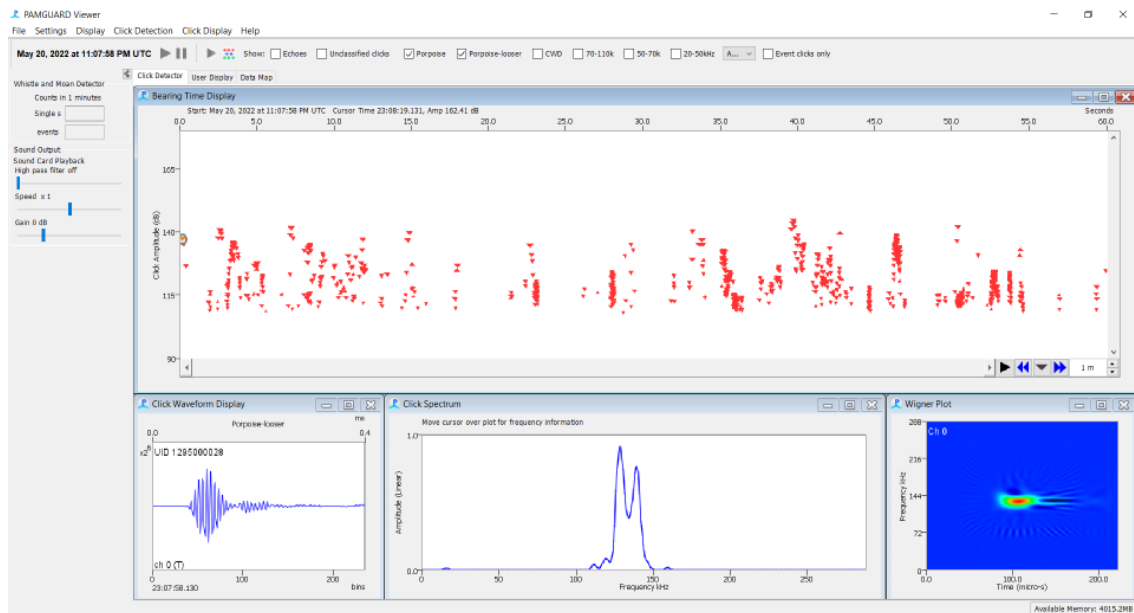 PAMGUARD Viewer
File Settings Display Click Detection Click Display Help
May 20, 2022 at 11:07:58 PM UTC Show: Echoes Unclassified clicks Porpoise Porpoise-looser CWD 70-110k 50-70k 20-50kHz A... Event clicks only
Click Detector User Display Data Map
Whistle and Moan Detector
Counts in 1 minutes
Single s
events
Sound Output
Sound Card Playback
High pass filter off
Speed x 1
Gain 0 dB
Bearing Time Display
Start: May 20, 2022 at 11:07:58 PM UTC Cursor Time 23:08:19.131, Amp 162.41 dB
Seconds
0.0 5.0 10.0 15.0 20.0 25.0 30.0 35.0 40.0 45.0 50.0 55.0 60.0
165
140
115
90
Click Amplitude (dB)
1 m
Click Waveform Display
Porpoise-looser
ms
0.0 0.4
x2⁵
UID 1295000028
ch 0 (T)
0 100 200
23:07:58.130 bins
Click Spectrum
Move cursor over plot for frequency information
1.0
0.0
Amplitude (Linear)
0 50 100 150 200 250
Frequency kHz
Wigner Plot
Ch 0
288
216
144
72
0.0
Frequency kHz
0.0 100.0 200.0
Time (micro-s)
Available Memory: 4015.2MB